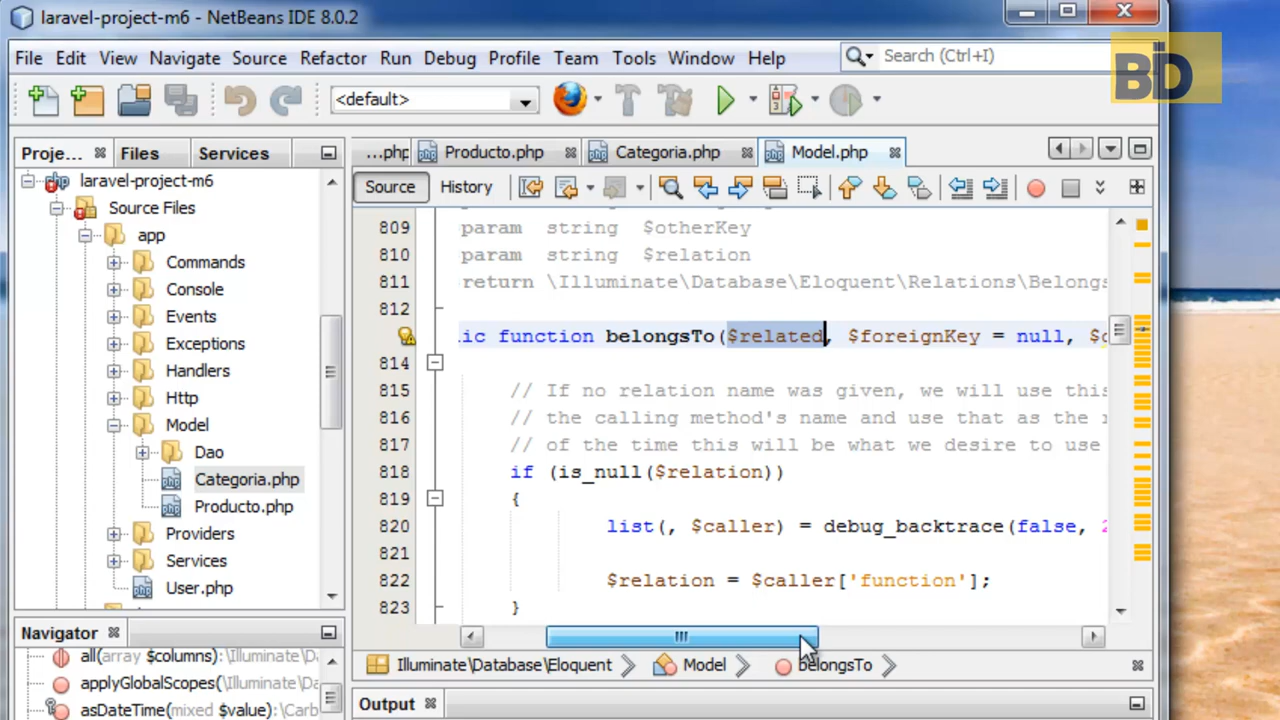 laravel-project-m6 - NetBeans IDE 8.0.2
File Edit View Navigate Source Refactor Run Debug Profile Team Tools Window Help
Search (Ctrl+I)
BD
<default>
Proje... Files Services
...php Producto.php Categoria.php Model.php
Source History
laravel-project-m6
Source Files
app
Commands
Console
Events
Exceptions
Handlers
Http
Model
Dao
Categoria.php
Producto.php
Providers
Services
User.php
809 param string $otherKey
810 param string $relation
811 return \Illuminate\Database\Eloquent\Relations\Belongs
812
ic function belongsTo($related, $foreignKey = null, $
814
815 // If no relation name was given, we will use this
816 // the calling method's name and use that as the
817 // of the time this will be what we desire to use
818 if (is_null($relation))
819 {
820 list(, $caller) = debug_backtrace(false, 2
821
822 $relation = $caller['function'];
823 }
Illuminate\Database\Eloquent Model belongsTo
Navigator
all(array $columns):\Illuminate\Da
applyGlobalScopes(\Illuminate\Da
asDateTime(mixed $value):\Carb
Output